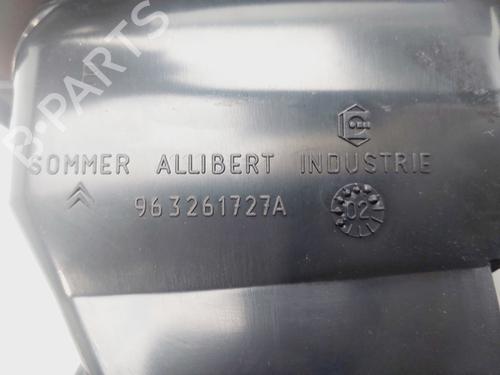 B-PARTS
SOMMER ALLIBERT INDUSTRIE
963261727A
02